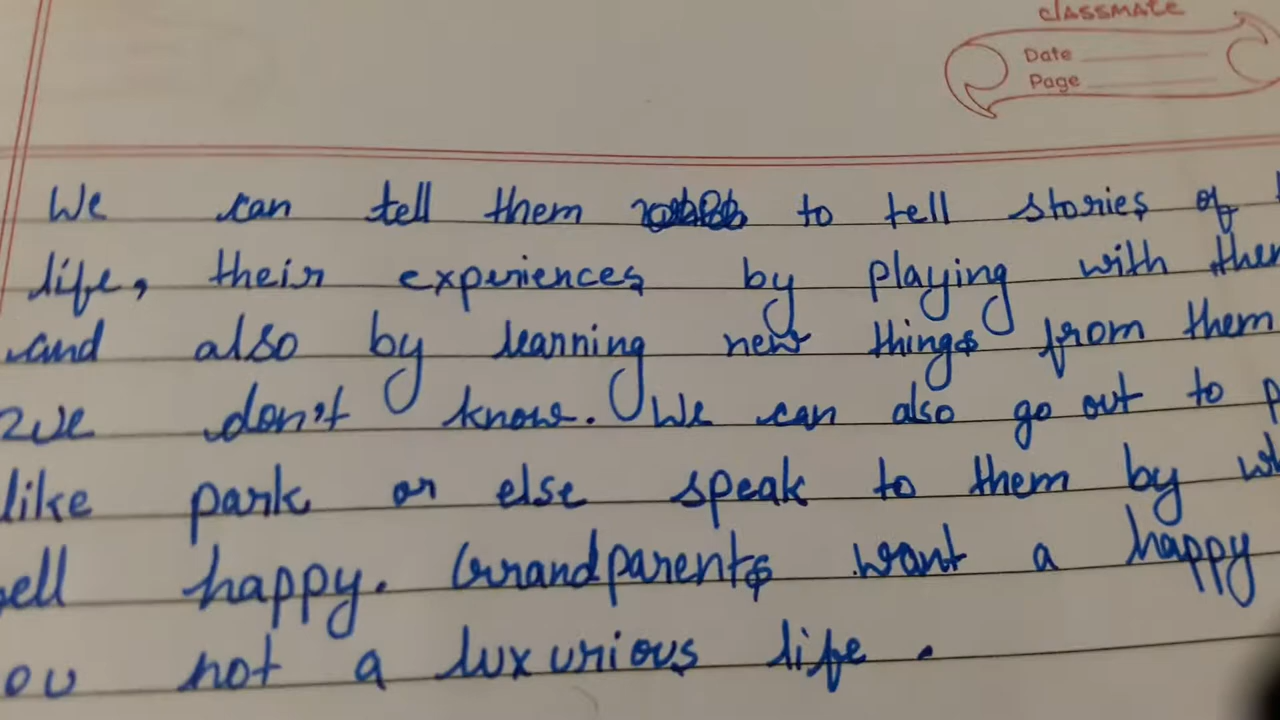 classmate
Date
Page
We can tell them to tell stories of
life, their experiences by playing with
and also by learning new things from them
we don't know. We can also go out to
like park or else speak to them by
happy. Grandparents want a happy
not a luxurious life.